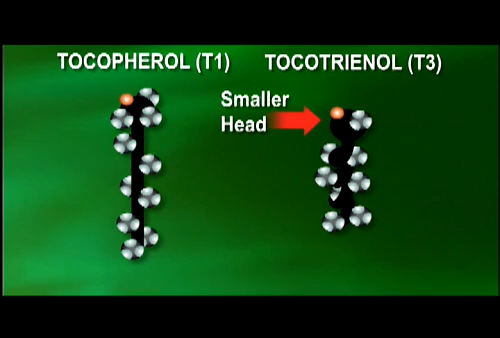 TOCOPHEROL (T1)
TOCOTRIENOL (T3)
Smaller
Head